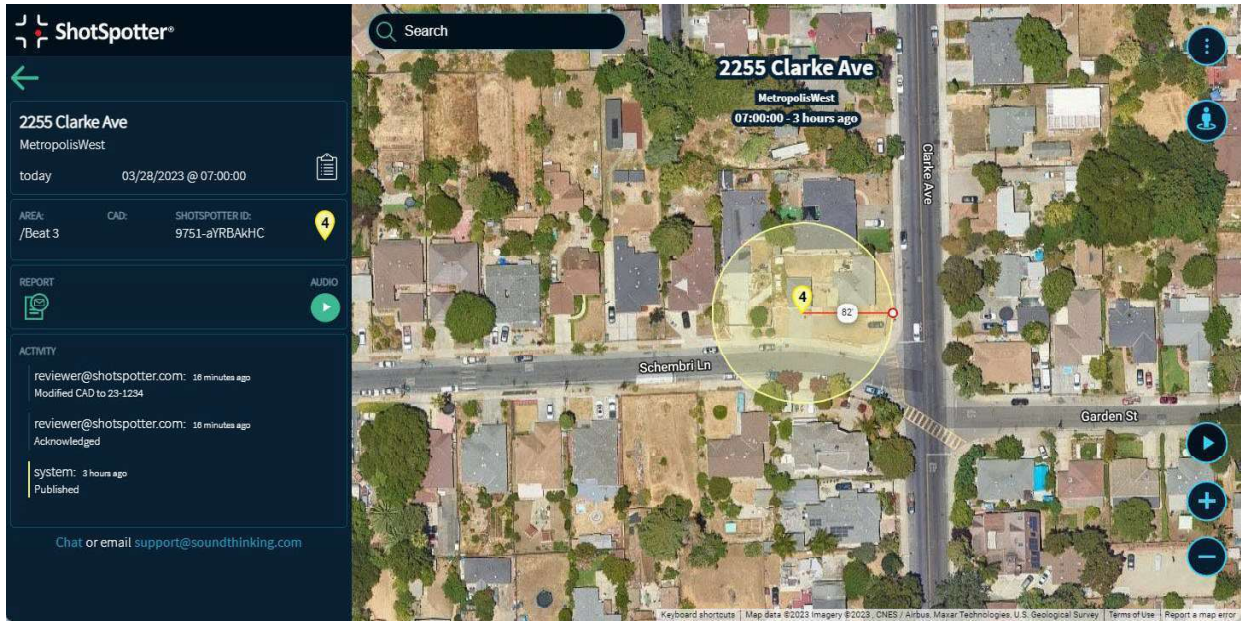 ShotSpotter®
2255 Clarke Ave
MetropolisWest
today 03/28/2023 @ 07:00:00
AREA: CAD: SHOTSPOTTER ID:
/Beat 3 9751-aYRBAkHC 4
REPORT AUDIO
ACTIVITY
reviewer@shotspotter.com: 16 minutes ago
Modified CAD to 23-1234
reviewer@shotspotter.com: 16 minutes ago
Acknowledged
system: 3 hours ago
Published
Chat or email support@soundthinking.com
Search
2255 Clarke Ave
MetropolisWest
07:00:00 - 3 hours ago
Clarke Ave
4
82'
Schembri Ln
Garden St
Keyboard shortcuts Map data ©2023 Imagery ©2023 , CNES / Airbus, Maxar Technologies, U.S. Geological Survey Terms of Use Report a map error